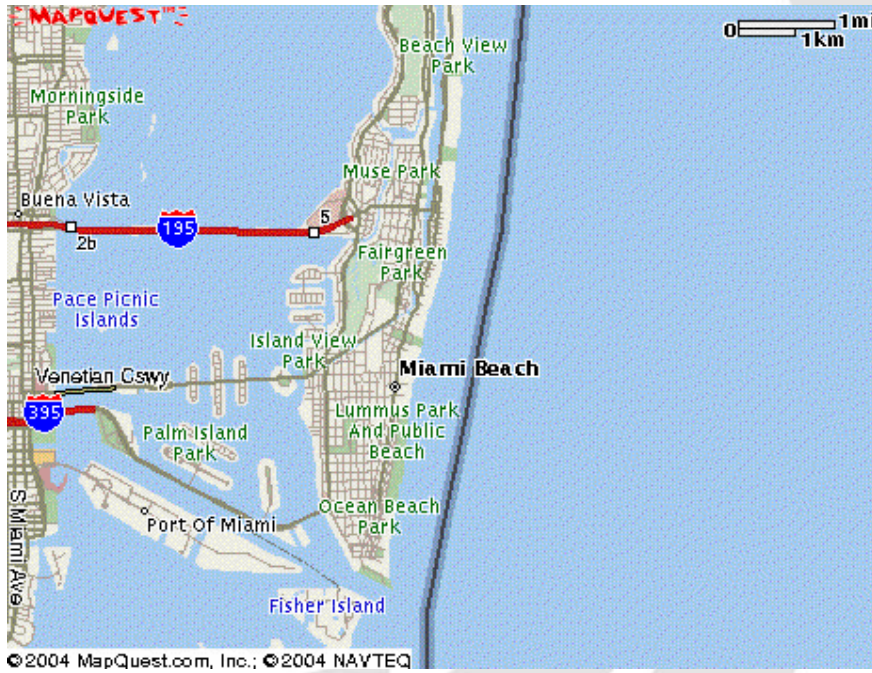 MAPQUEST™
0 1mi
1km
Beach View
Park
Morningside
Park
Muse Park
Buena Vista
5
195
2b
Fairgreen
Park
Pace Picnic
Islands
Island View
Park
Miami Beach
Venetian Cswy
395
Lummus Park
And Public
Beach
Palm Island
Park
Ocean Beach
Park
Port Of Miami
S Miami Ave
Fisher Island
©2004 MapQuest.com, Inc.; ©2004 NAVTEQ